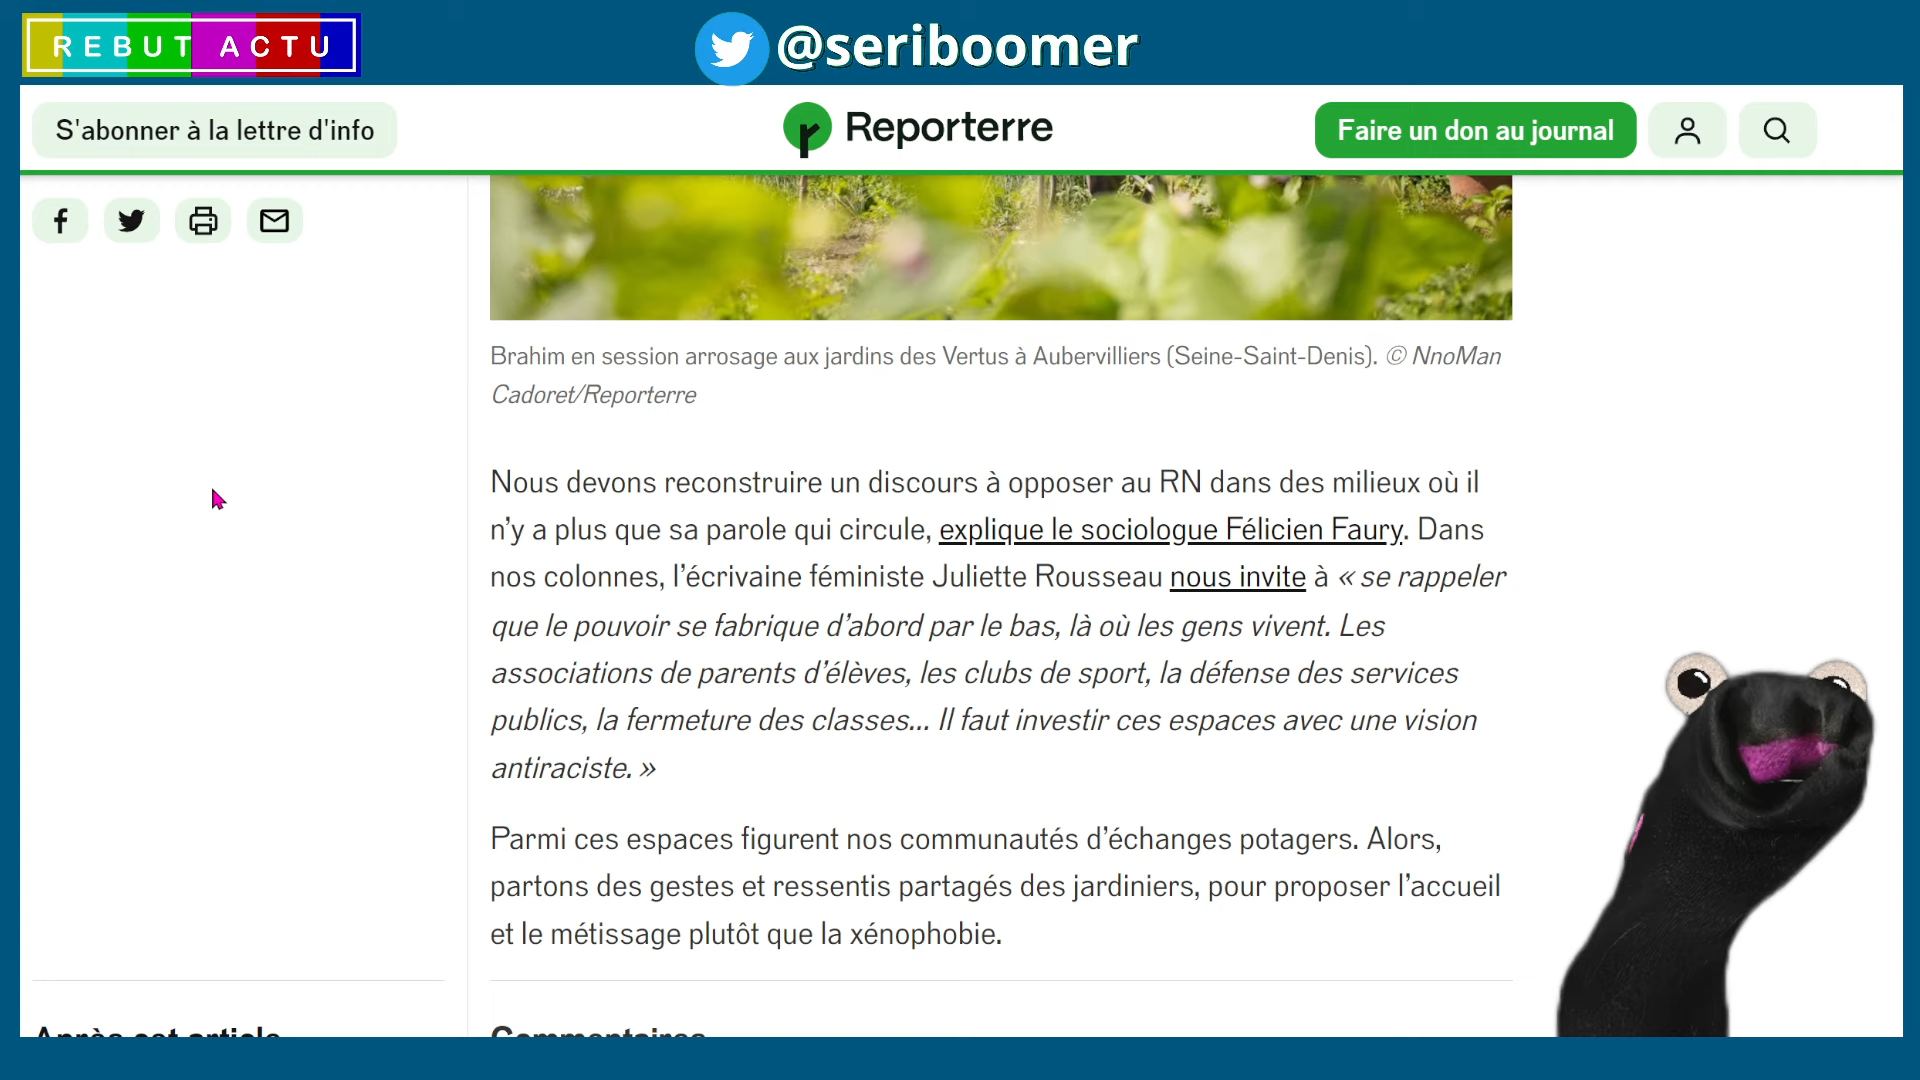 REBUT ACTU
@seriboomer
S'abonner à la lettre d'info
Reporterre
Faire un don au journal
Brahim en session arrosage aux jardins des Vertus à Aubervilliers (Seine-Saint-Denis). © NnoMan
Cadoret/Reporterre
Nous devons reconstruire un discours à opposer au RN dans des milieux où il
n’y a plus que sa parole qui circule, explique le sociologue Félicien Faury. Dans
nos colonnes, l’écrivaine féministe Juliette Rousseau nous invite à « se rappeler
que le pouvoir se fabrique d’abord par le bas, là où les gens vivent. Les
associations de parents d’élèves, les clubs de sport, la défense des services
publics, la fermeture des classes... Il faut investir ces espaces avec une vision
antiraciste. »
Parmi ces espaces figurent nos communautés d’échanges potagers. Alors,
partons des gestes et ressentis partagés des jardiniers, pour proposer l’accueil
et le métissage plutôt que la xénophobie.
Après cet article
Commentaires